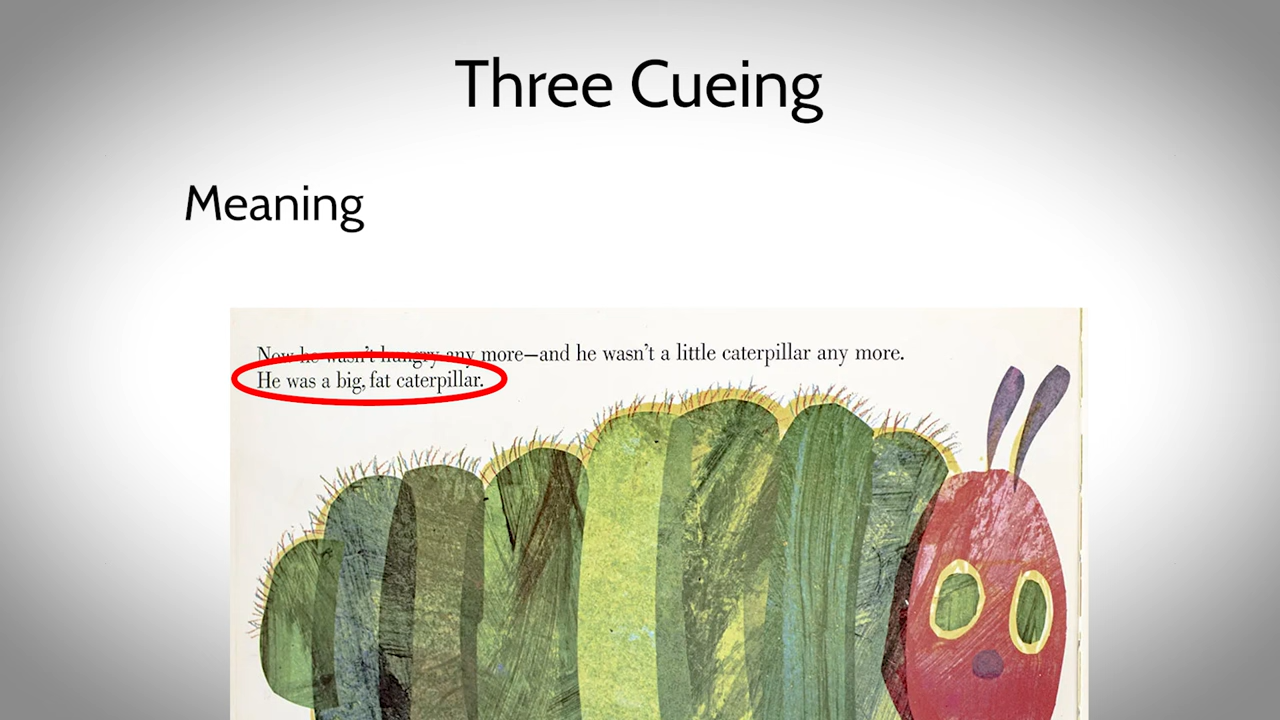 Three Cueing
Meaning
Now he wasn't hungry any more—and he wasn't a little caterpillar any more.
He was a big, fat caterpillar.